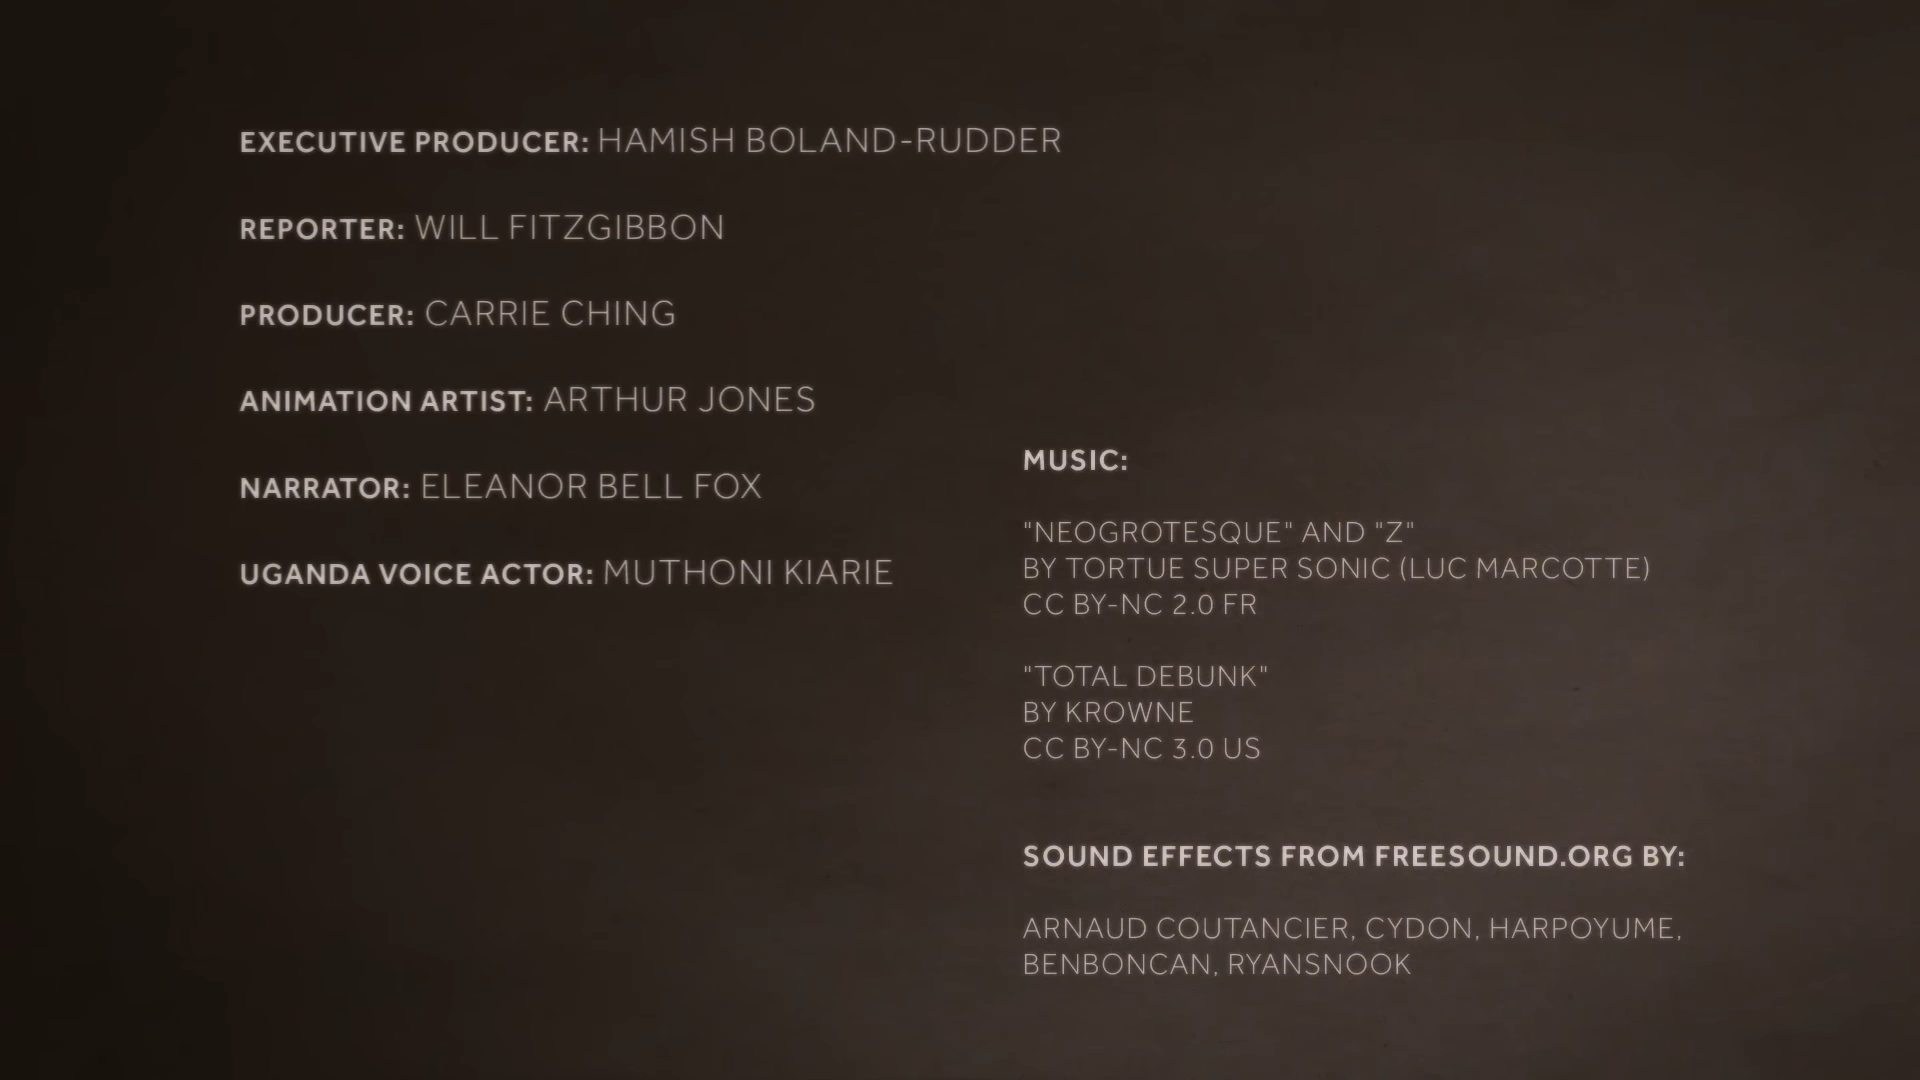 EXECUTIVE PRODUCER: HAMISH BOLAND-RUDDER
REPORTER: WILL FITZGIBBON
PRODUCER: CARRIE CHING
ANIMATION ARTIST: ARTHUR JONES
NARRATOR: ELEANOR BELL FOX
UGANDA VOICE ACTOR: MUTHONI KIARIE
MUSIC:
"NEOGROTESQUE" AND "Z"
BY TORTUE SUPER SONIC (LUC MARCOTTE)
CC BY-NC 2.0 FR
"TOTAL DEBUNK"
BY KROWNE
CC BY-NC 3.0 US
SOUND EFFECTS FROM FREESOUND.ORG BY:
ARNAUD COUTANCIER, CYDON, HARPOYUME,
BENBONCAN, RYANSNOOK